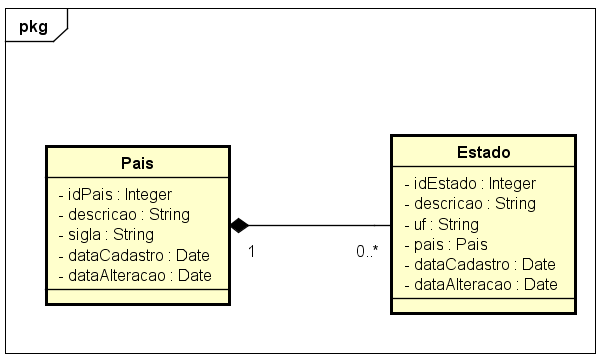 pkg
Pais
- idPais : Integer
- descricao : String
- sigla : String
- dataCadastro : Date
- dataAlteracao : Date
1
0..*
Estado
- idEstado : Integer
- descricao : String
- uf : String
- pais : Pais
- dataCadastro : Date
- dataAlteracao : Date